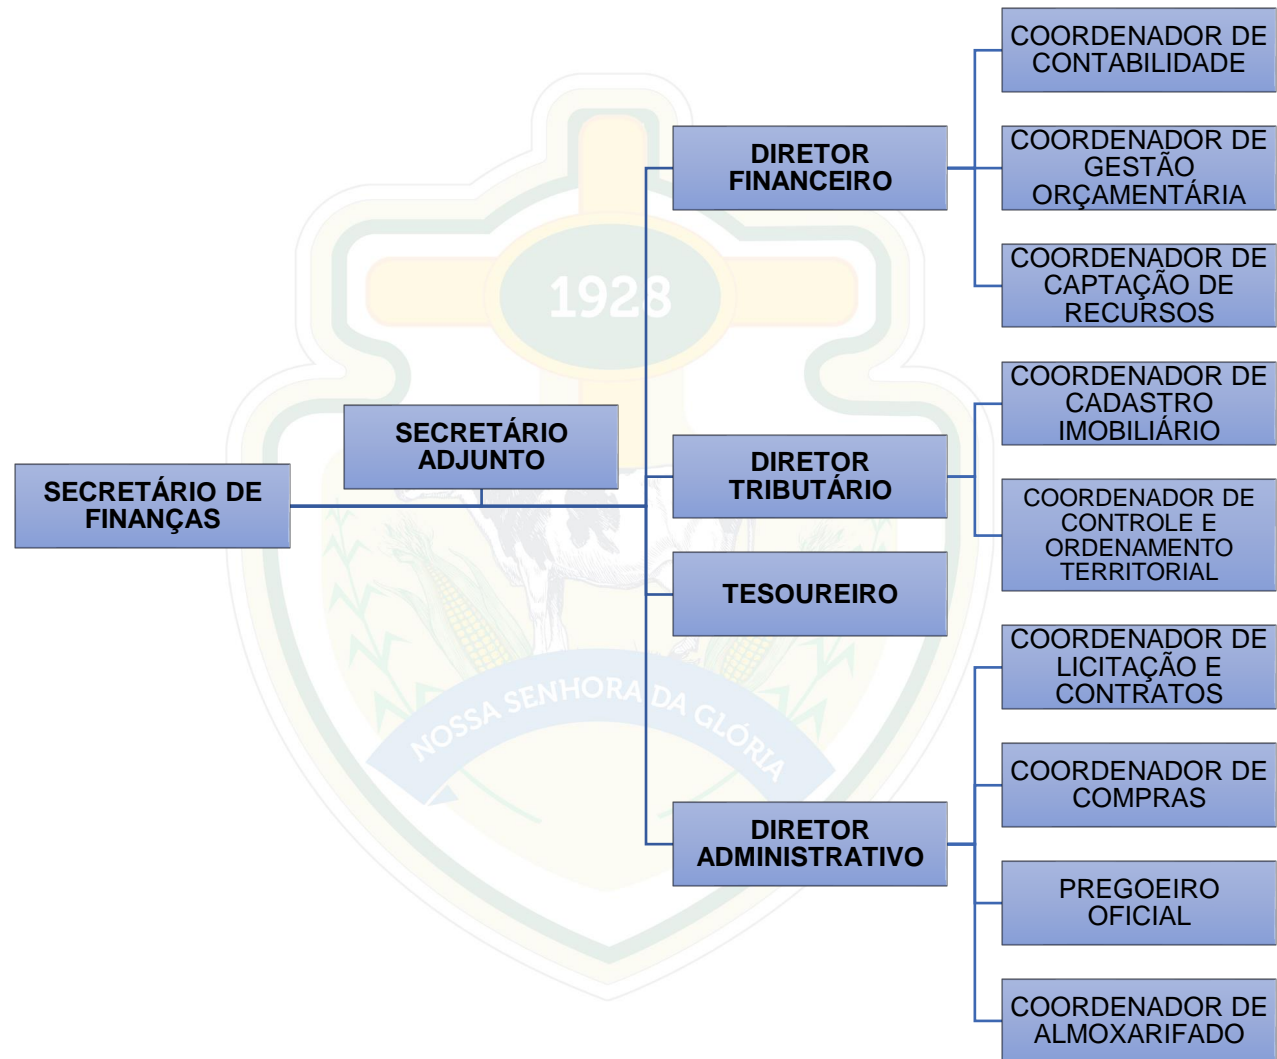 SECRETÁRIO DE
FINANÇAS
SECRETÁRIO
ADJUNTO
DIRETOR
FINANCEIRO
COORDENADOR DE
CONTABILIDADE
COORDENADOR DE
GESTÃO
ORÇAMENTÁRIA
COORDENADOR DE
CAPTAÇÃO DE
RECURSOS
DIRETOR
TRIBUTÁRIO
COORDENADOR DE
CADASTRO
IMOBILIÁRIO
COORDENADOR DE
CONTROLE E
ORDENAMENTO
TERRITORIAL
TESOUREIRO
DIRETOR
ADMINISTRATIVO
COORDENADOR DE
LICITAÇÃO E
CONTRATOS
COORDENADOR DE
COMPRAS
PREGOEIRO
OFICIAL
COORDENADOR DE
ALMOXARIFADO
1928
NOSSA SENHORA DA GLÓRIA